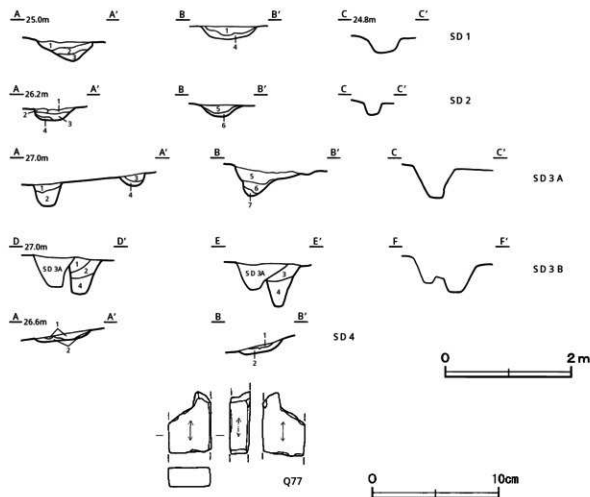 A 25.0m A′ B B′ C 24.8m C′
1 2 3 1 4 SD 1
A 26.2m A′ B B′ C C′
1 2 3 4 5 6 SD 2
A 27.0m A′ B B′ C C′
1 2 3 4 5 6 7 SD 3 A
D 27.0m D′ E E′ F F′
SD 3A 1 2 4 SD 3A 3 4 SD 3 B
A 26.6m A′ B B′
1 2 1 2 SD 4
0 2 m
Q77
0 10cm